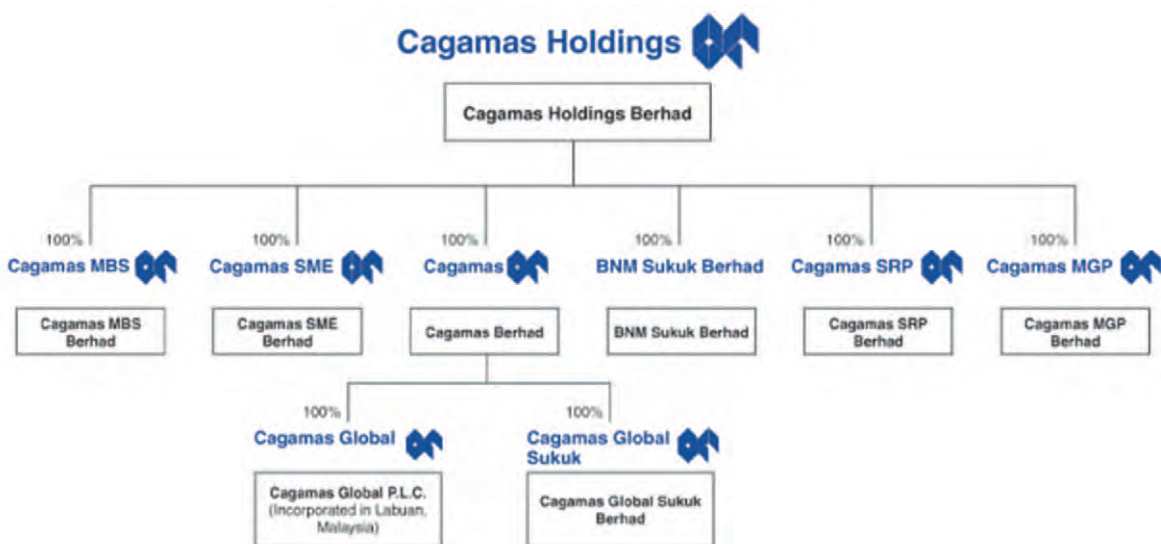 Cagamas Holdings
Cagamas Holdings Berhad
100%
100%
100%
100%
100%
100%
Cagamas MBS
Cagamas SME
Cagamas
BNM Sukuk Berhad
Cagamas SRP
Cagamas MGP
Cagamas MBS
Berhad
Cagamas SME
Berhad
Cagamas Berhad
BNM Sukuk Berhad
Cagamas SRP
Berhad
Cagamas MGP
Berhad
100%
100%
Cagamas Global
Cagamas Global
Sukuk
Cagamas Global P.L.C.
(Incorporated in Labuan,
Malaysia)
Cagamas Global Sukuk
Berhad